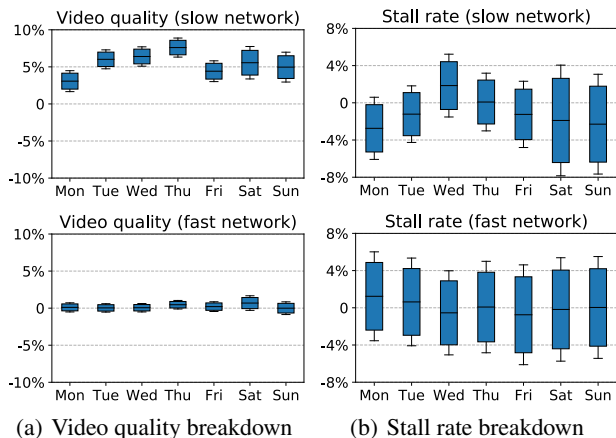 Video quality (slow network)
10%
5%
0
-5%
-10%
Mon Tue Wed Thu Fri Sat Sun
Stall rate (slow network)
8%
4%
0
-4%
-8%
Mon Tue Wed Thu Fri Sat Sun
Video quality (fast network)
10%
5%
0
-5%
-10%
Mon Tue Wed Thu Fri Sat Sun
Stall rate (fast network)
8%
4%
0
-4%
-8%
Mon Tue Wed Thu Fri Sat Sun
(a) Video quality breakdown
(b) Stall rate breakdown